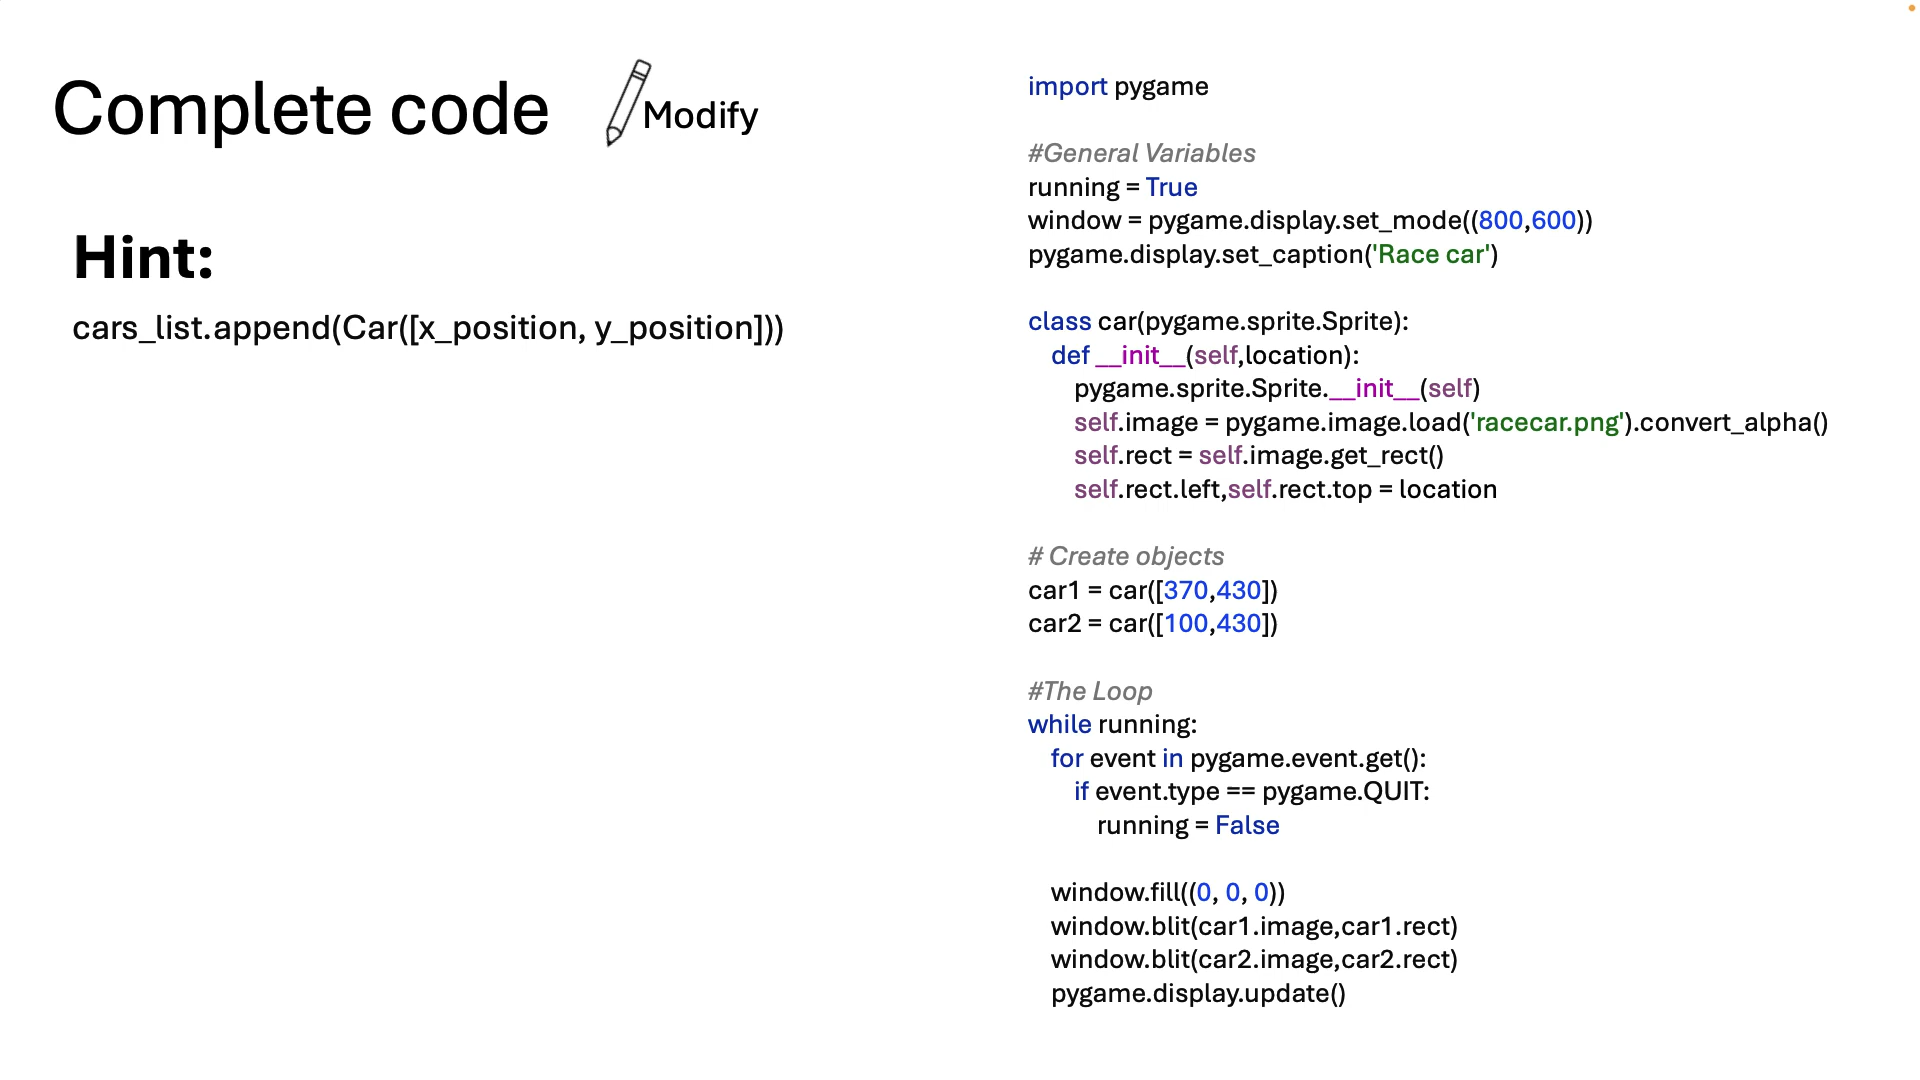 Complete code
Modify
Hint:
cars_list.append(Car([x_position, y_position]))
import pygame
#General Variables
running = True
window = pygame.display.set_mode((800,600))
pygame.display.set_caption('Race car')
class car(pygame.sprite.Sprite):
def __init__(self,location):
pygame.sprite.Sprite.__init__(self)
self.image = pygame.image.load('racecar.png').convert_alpha()
self.rect = self.image.get_rect()
self.rect.left,self.rect.top = location
# Create objects
car1 = car([370,430])
car2 = car([100,430])
#The Loop
while running:
for event in pygame.event.get():
if event.type == pygame.QUIT:
running = False
window.fill((0, 0, 0))
window.blit(car1.image,car1.rect)
window.blit(car2.image,car2.rect)
pygame.display.update()